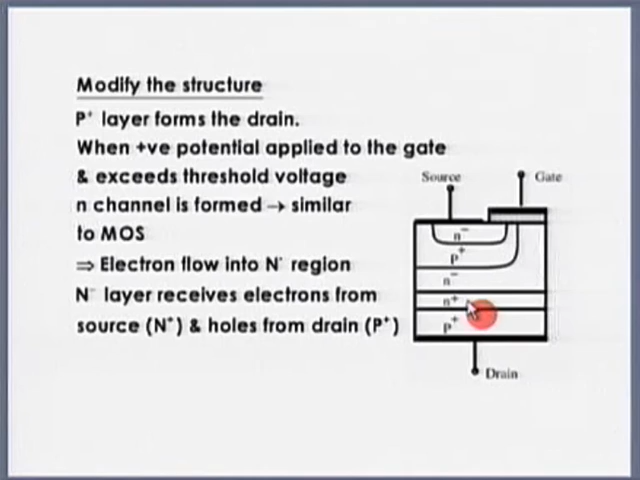 Modify the structure
P⁺ layer forms the drain.
When +ve potential applied to the gate
& exceeds threshold voltage
n channel is formed → similar
to MOS
⇒ Electron flow into N⁻ region
N⁻ layer receives electrons from
source (N⁺) & holes from drain (P⁺)
Source
Gate
n⁻
P⁺
n⁻
n⁺
P⁺
Drain